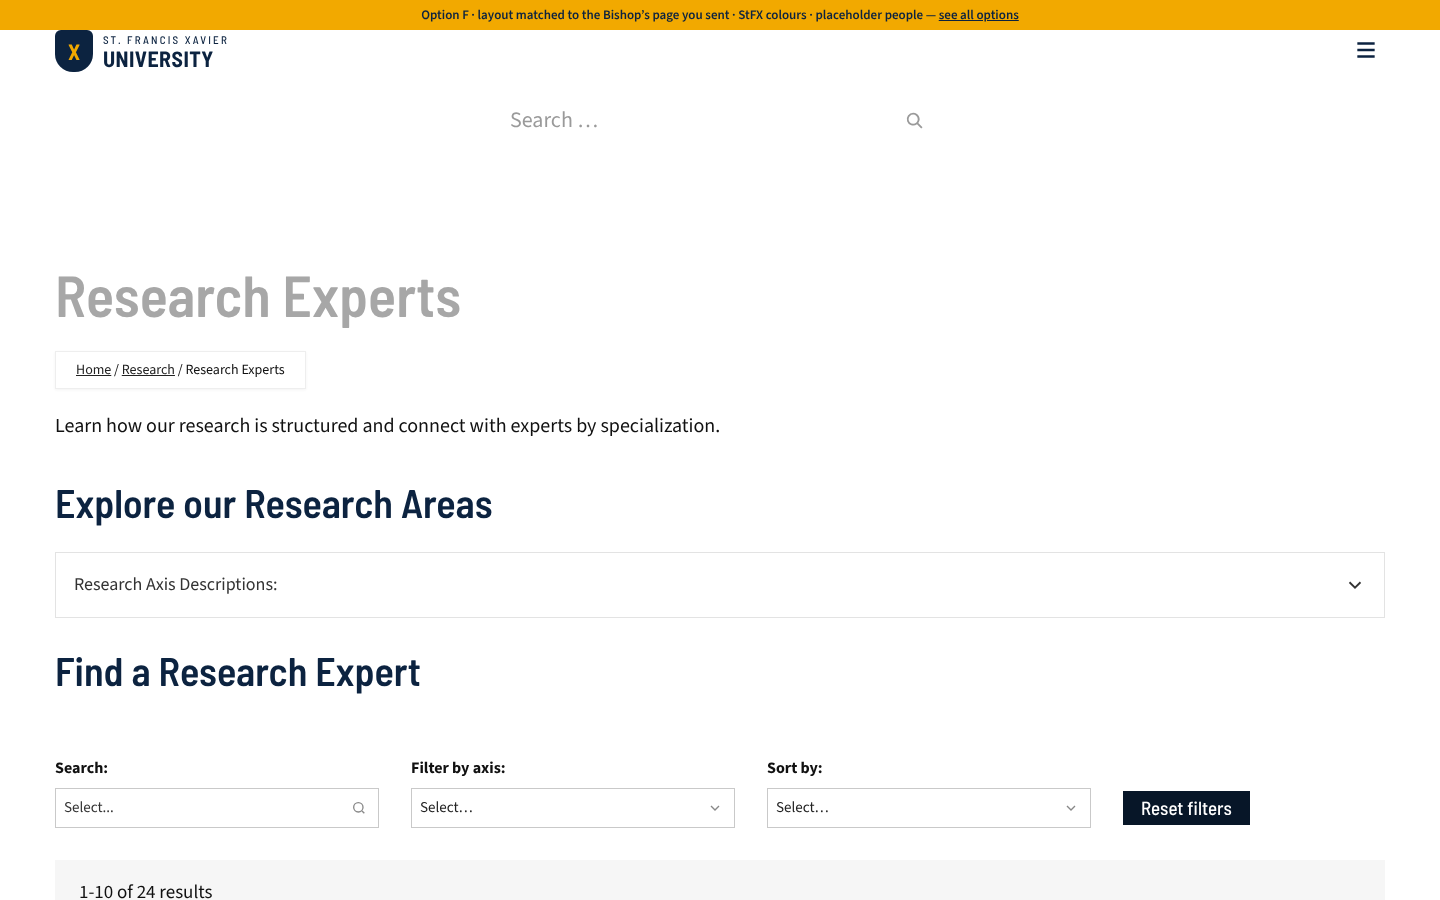 Option F · layout matched to the Bishop’s page you sent · StFX colours · placeholder people — see all options
X
ST. FRANCIS XAVIER
UNIVERSITY
Search …
Research Experts
Home / Research / Research Experts
Learn how our research is structured and connect with experts by specialization.
Explore our Research Areas
Research Axis Descriptions:
Find a Research Expert
Search:
Filter by axis:
Sort by:
Select...
Select…
Select…
Reset filters
1-10 of 24 results